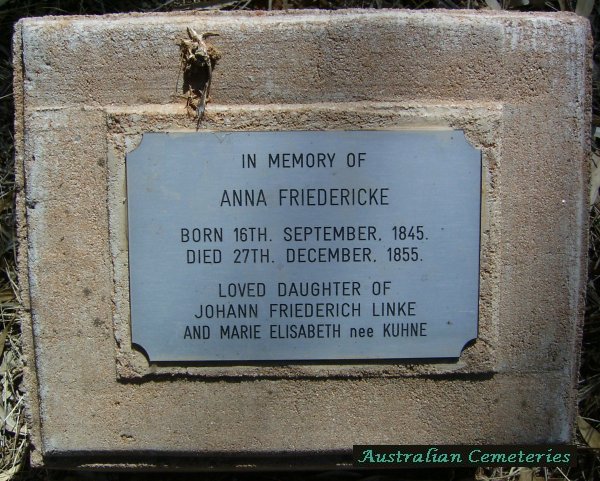 IN MEMORY OF
ANNA FRIEDERICKE
BORN 16TH. SEPTEMBER, 1845.
DIED 27TH. DECEMBER, 1855.
LOVED DAUGHTER OF
JOHANN FRIEDERICH LINKE
AND MARIE ELISABETH nee KUHNE
Australian Cemeteries